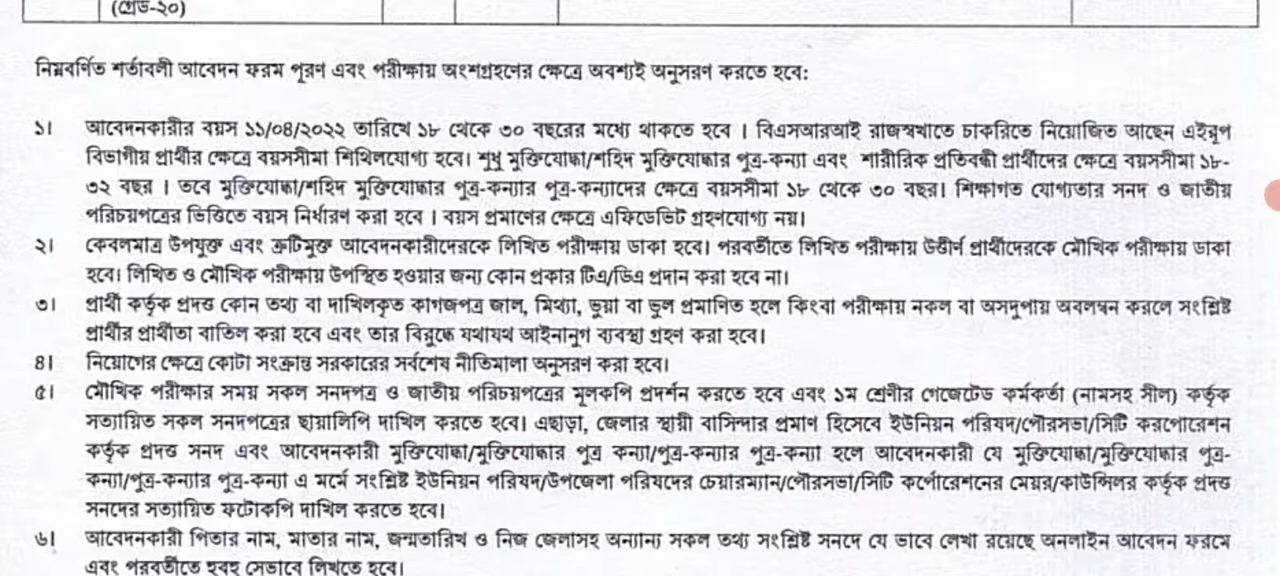 (গ্রেড-২০)
নিম্নবর্ণিত শর্তাবলী আবেদন ফরম পূরণ এবং পরীক্ষায় অংশগ্রহণের ক্ষেত্রে অবশ্যই অনুসরণ করতে হবে:
১। আবেদনকারীর বয়স ১১/০৪/২০২২ তারিখে ১৮ থেকে ৩০ বছরের মধ্যে থাকতে হবে । বিএসআরআই রাজস্বখাতে চাকরিতে নিয়োজিত আছেন এইরূপ
বিভাগীয় প্রার্থীর ক্ষেত্রে বয়সসীমা শিথিলযোগ্য হবে। শুধু মুক্তিযোদ্ধা/শহিদ মুক্তিযোদ্ধার পুত্র-কন্যা এবং শারীরিক প্রতিবন্ধী প্রার্থীদের ক্ষেত্রে বয়সসীমা ১৮-
৩২ বছর । তবে মুক্তিযোদ্ধা/শহিদ মুক্তিযোদ্ধার পুত্র-কন্যার পুত্র-কন্যাদের ক্ষেত্রে বয়সসীমা ১৮ থেকে ৩০ বছর। শিক্ষাগত যোগ্যতার সনদ ও জাতীয়
পরিচয়পত্রের ভিত্তিতে বয়স নির্ধারণ করা হবে । বয়স প্রমাণের ক্ষেত্রে এফিডেভিট গ্রহণযোগ্য নয়।
২। কেবলমাত্র উপযুক্ত এবং ত্রুটিমুক্ত আবেদনকারীদেরকে লিখিত পরীক্ষায় ডাকা হবে। পরবর্তীতে লিখিত পরীক্ষায় উত্তীর্ণ প্রার্থীদেরকে মৌখিক পরীক্ষায় ডাকা
হবে। লিখিত ও মৌখিক পরীক্ষায় উপস্থিত হওয়ার জন্য কোন প্রকার টিএ/ডিএ প্রদান করা হবে না।
৩। প্রার্থী কর্তৃক প্রদত্ত কোন তথ্য বা দাখিলকৃত কাগজপত্র জাল, মিথ্যা, ভুয়া বা ভুল প্রমাণিত হলে কিংবা পরীক্ষায় নকল বা অসদুপায় অবলম্বন করলে সংশ্লিষ্ট
প্রার্থীর প্রার্থীতা বাতিল করা হবে এবং তার বিরুদ্ধে যথাযথ আইনানুগ ব্যবস্থা গ্রহণ করা হবে।
৪। নিয়োগের ক্ষেত্রে কোটা সংক্রান্ত সরকারের সর্বশেষ নীতিমালা অনুসরণ করা হবে।
৫। মৌখিক পরীক্ষার সময় সকল সনদপত্র ও জাতীয় পরিচয়পত্রের মূলকপি প্রদর্শন করতে হবে এবং ১ম শ্রেণীর গেজেটেড কর্মকর্তা (নামসহ সীল) কর্তৃক
সত্যায়িত সকল সনদপত্রের ছায়ালিপি দাখিল করতে হবে। এছাড়া, জেলার স্থায়ী বাসিন্দার প্রমাণ হিসেবে ইউনিয়ন পরিষদ/পৌরসভা/সিটি করপোরেশন
কর্তৃক প্রদত্ত সনদ এবং আবেদনকারী মুক্তিযোদ্ধা/মুক্তিযোদ্ধার পুত্র কন্যা/পুত্র-কন্যার পুত্র-কন্যা হলে আবেদনকারী যে মুক্তিযোদ্ধা/মুক্তিযোদ্ধার পুত্র-
কন্যা/পুত্র-কন্যার পুত্র-কন্যা এ মর্মে সংশ্লিষ্ট ইউনিয়ন পরিষদ/উপজেলা পরিষদের চেয়ারম্যান/পৌরসভা/সিটি কর্পোরেশনের মেয়র/কাউন্সিলর কর্তৃক প্রদত্ত
সনদের সত্যায়িত ফটোকপি দাখিল করতে হবে।
৬। আবেদনকারী পিতার নাম, মাতার নাম, জন্মতারিখ ও নিজ জেলাসহ অন্যান্য সকল তথ্য সংশ্লিষ্ট সনদে যে ভাবে লেখা রয়েছে অনলাইন আবেদন ফরমে
এবং পরবর্তীতে হুবহু সেভাবে লিখতে হবে।